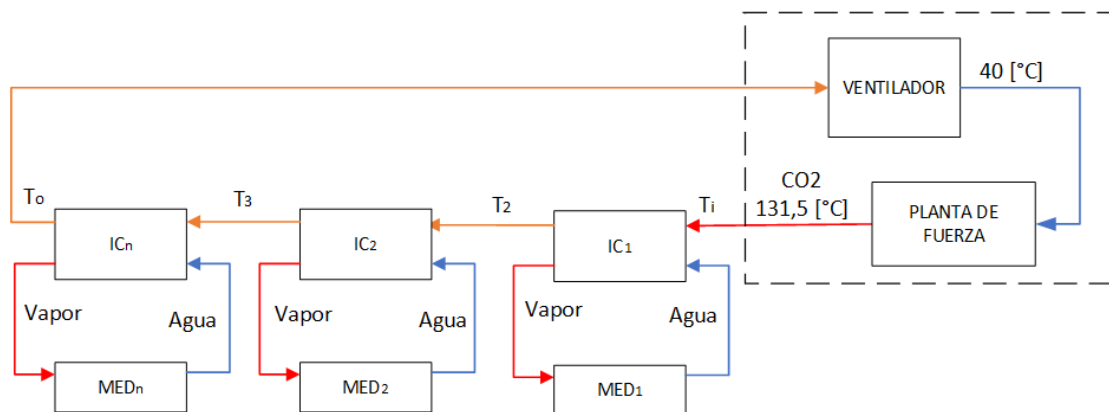 VENTILADOR
40 [°C]
CO2
131,5 [°C]
PLANTA DE
FUERZA
To
T3
T2
Ti
ICn
IC2
IC1
Vapor
Agua
Vapor
Agua
Vapor
Agua
MEDn
MED2
MED1